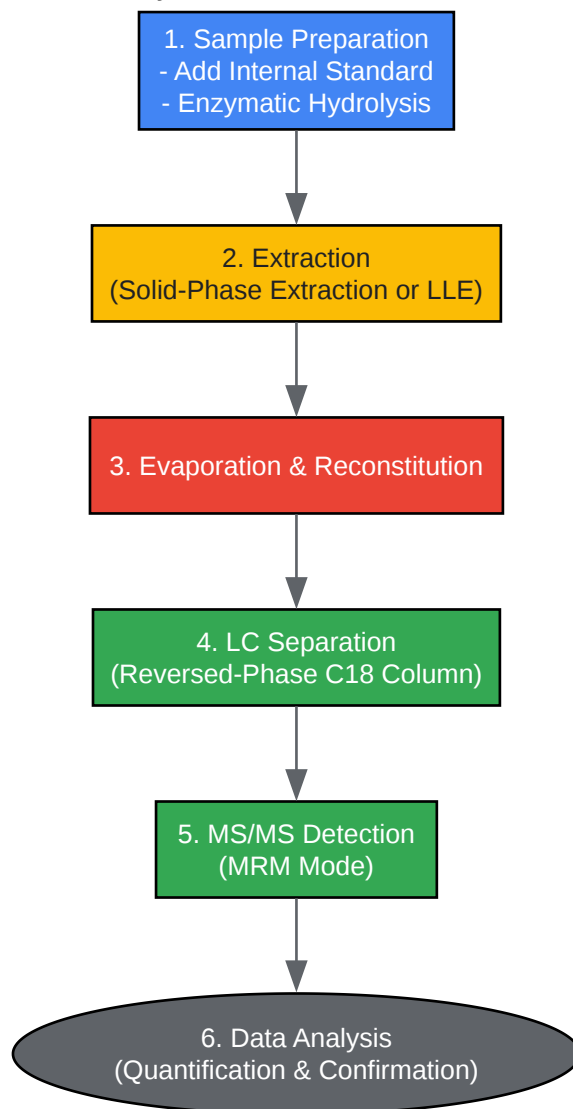 1. Sample Preparation
- Add Internal Standard
- Enzymatic Hydrolysis
2. Extraction
(Solid-Phase Extraction or LLE)
3. Evaporation & Reconstitution
4. LC Separation
(Reversed-Phase C18 Column)
5. MS/MS Detection
(MRM Mode)
6. Data Analysis
(Quantification & Confirmation)